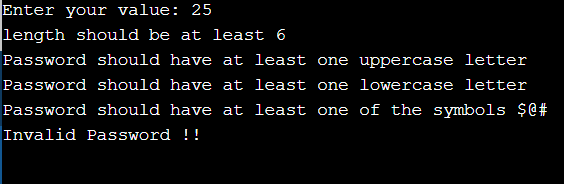 Enter your value: 25
length should be at least 6
Password should have at least one uppercase letter
Password should have at least one lowercase letter
Password should have at least one of the symbols $@#
Invalid Password !!